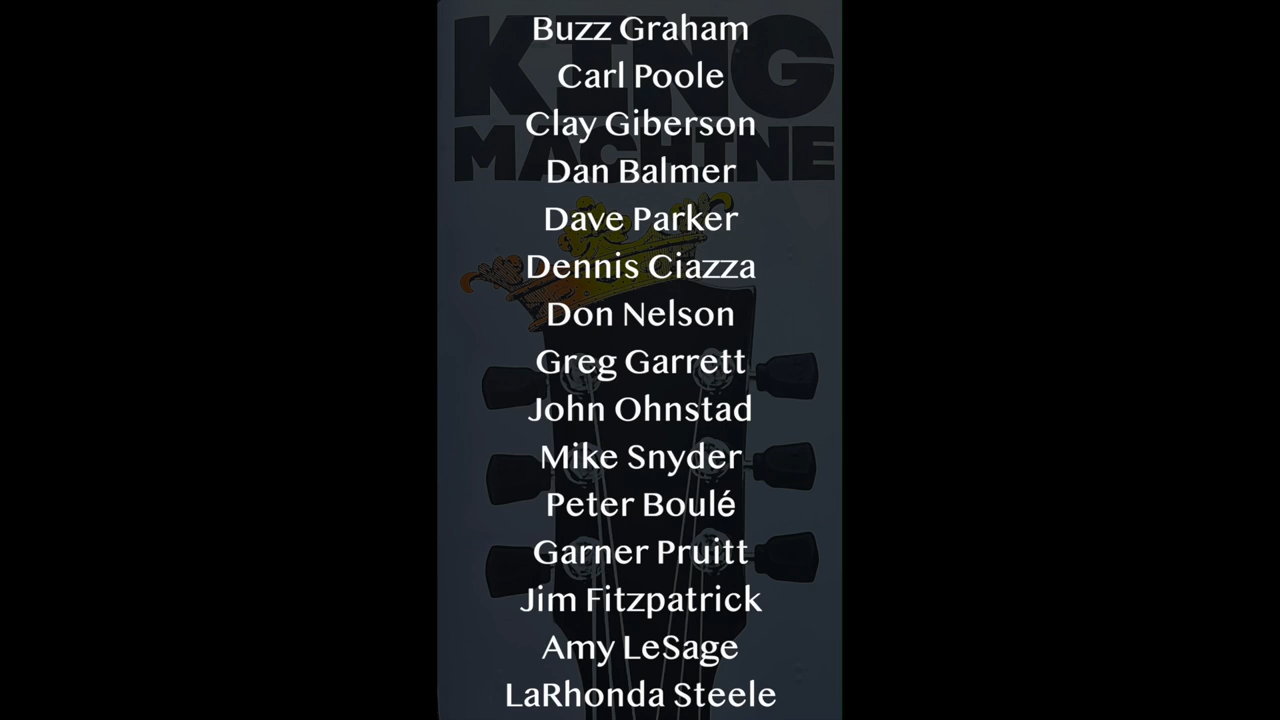 KING
MACHINE
Buzz Graham
Carl Poole
Clay Giberson
Dan Balmer
Dave Parker
Dennis Ciazza
Don Nelson
Greg Garrett
John Ohnstad
Mike Snyder
Peter Boulé
Garner Pruitt
Jim Fitzpatrick
Amy LeSage
LaRhonda Steele